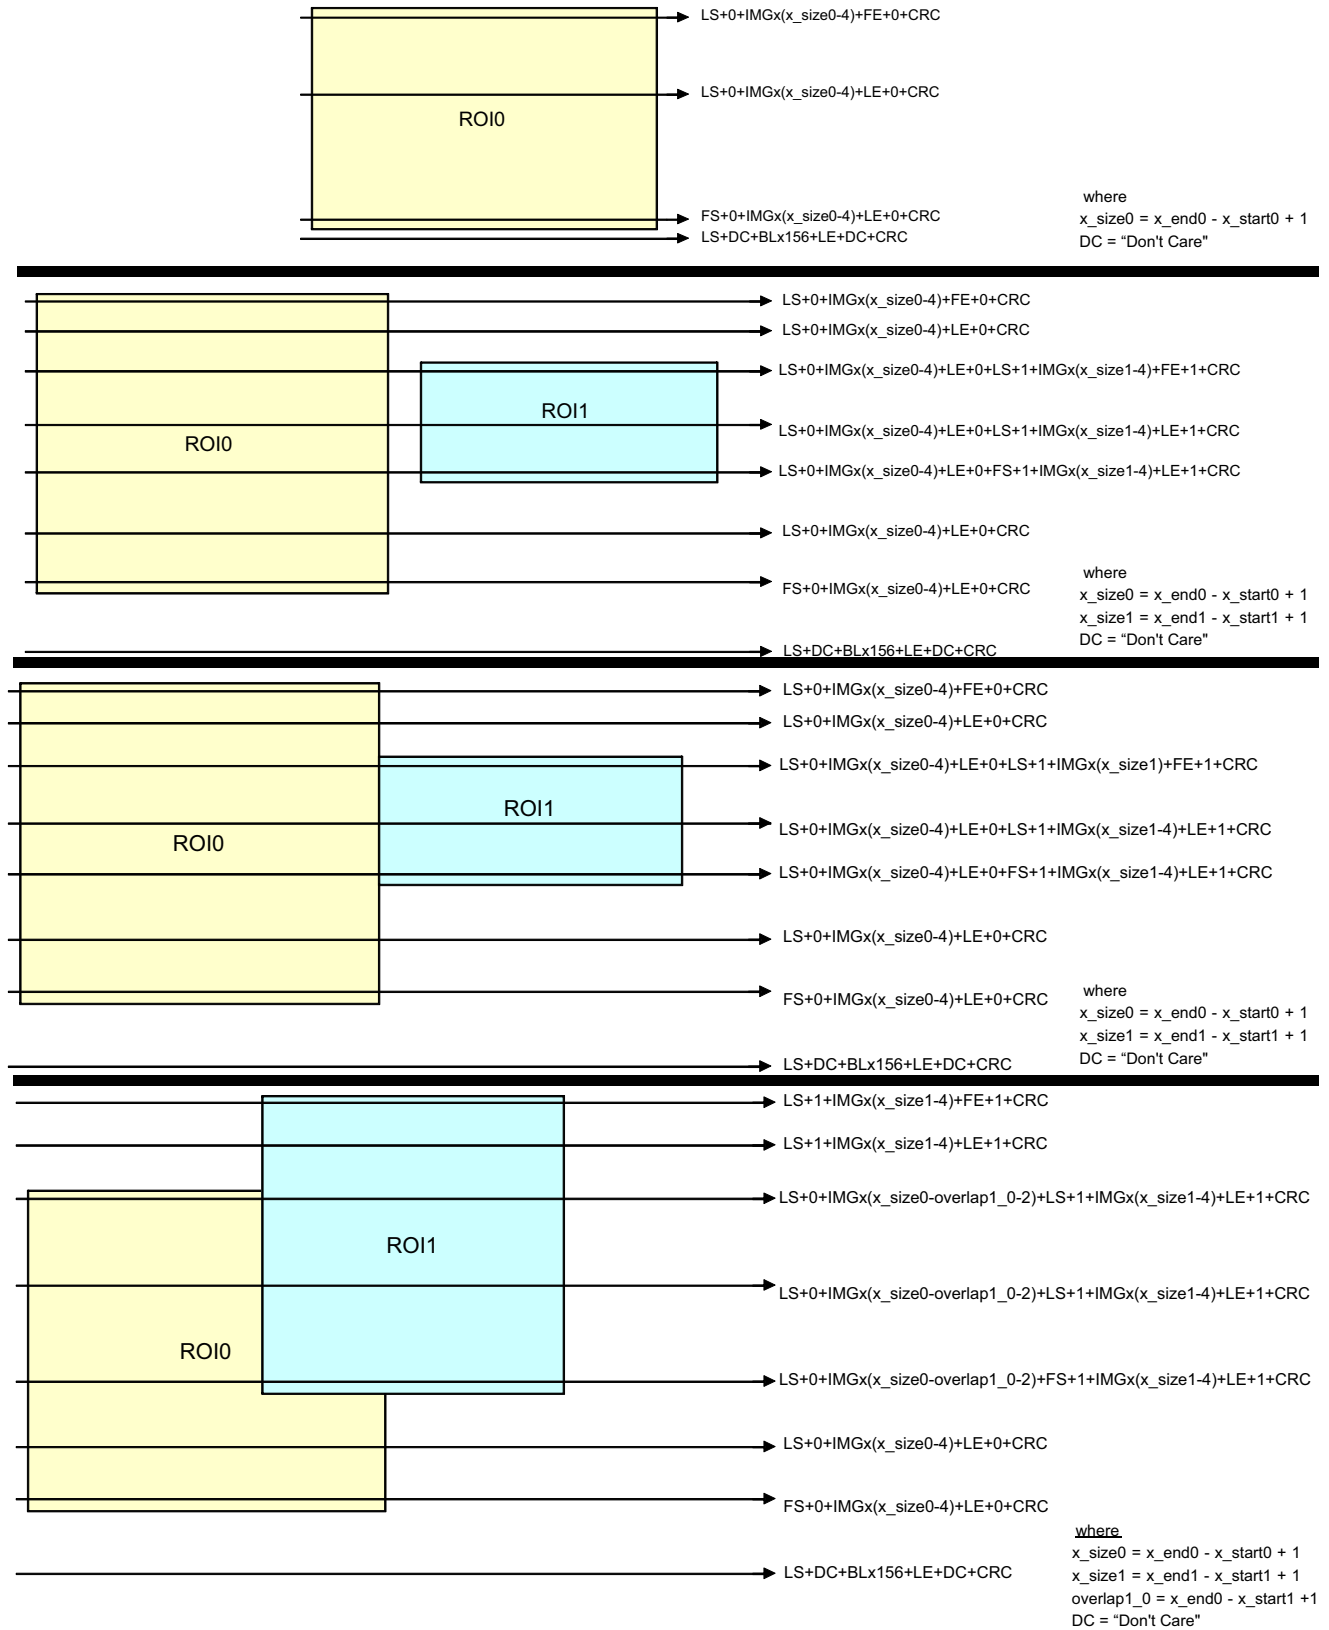 LS+0+IMGx(x_size0-4)+FE+0+CRC
LS+0+IMGx(x_size0-4)+LE+0+CRC
ROI0
FS+0+IMGx(x_size0-4)+LE+0+CRC
LS+DC+BLx156+LE+DC+CRC
where
x_size0 = x_end0 - x_start0 + 1
DC = “Don't Care"
LS+0+IMGx(x_size0-4)+FE+0+CRC
LS+0+IMGx(x_size0-4)+LE+0+CRC
LS+0+IMGx(x_size0-4)+LE+0+LS+1+IMGx(x_size1-4)+FE+1+CRC
ROI1
LS+0+IMGx(x_size0-4)+LE+0+LS+1+IMGx(x_size1-4)+LE+1+CRC
ROI0
LS+0+IMGx(x_size0-4)+LE+0+FS+1+IMGx(x_size1-4)+LE+1+CRC
LS+0+IMGx(x_size0-4)+LE+0+CRC
FS+0+IMGx(x_size0-4)+LE+0+CRC
where
x_size0 = x_end0 - x_start0 + 1
x_size1 = x_end1 - x_start1 + 1
DC = “Don't Care"
LS+DC+BLx156+LE+DC+CRC
LS+0+IMGx(x_size0-4)+FE+0+CRC
LS+0+IMGx(x_size0-4)+LE+0+CRC
LS+0+IMGx(x_size0-4)+LE+0+LS+1+IMGx(x_size1)+FE+1+CRC
ROI1
LS+0+IMGx(x_size0-4)+LE+0+LS+1+IMGx(x_size1-4)+LE+1+CRC
ROI0
LS+0+IMGx(x_size0-4)+LE+0+FS+1+IMGx(x_size1-4)+LE+1+CRC
LS+0+IMGx(x_size0-4)+LE+0+CRC
FS+0+IMGx(x_size0-4)+LE+0+CRC
where
x_size0 = x_end0 - x_start0 + 1
x_size1 = x_end1 - x_start1 + 1
DC = “Don't Care"
LS+DC+BLx156+LE+DC+CRC
LS+1+IMGx(x_size1-4)+FE+1+CRC
LS+1+IMGx(x_size1-4)+LE+1+CRC
LS+0+IMGx(x_size0-overlap1_0-2)+LS+1+IMGx(x_size1-4)+LE+1+CRC
ROI1
LS+0+IMGx(x_size0-overlap1_0-2)+LS+1+IMGx(x_size1-4)+LE+1+CRC
ROI0
LS+0+IMGx(x_size0-overlap1_0-2)+FS+1+IMGx(x_size1-4)+LE+1+CRC
LS+0+IMGx(x_size0-4)+LE+0+CRC
FS+0+IMGx(x_size0-4)+LE+0+CRC
LS+DC+BLx156+LE+DC+CRC
where
x_size0 = x_end0 - x_start0 + 1
x_size1 = x_end1 - x_start1 + 1
overlap1_0 = x_end0 - x_start1 +1
DC = “Don't Care"